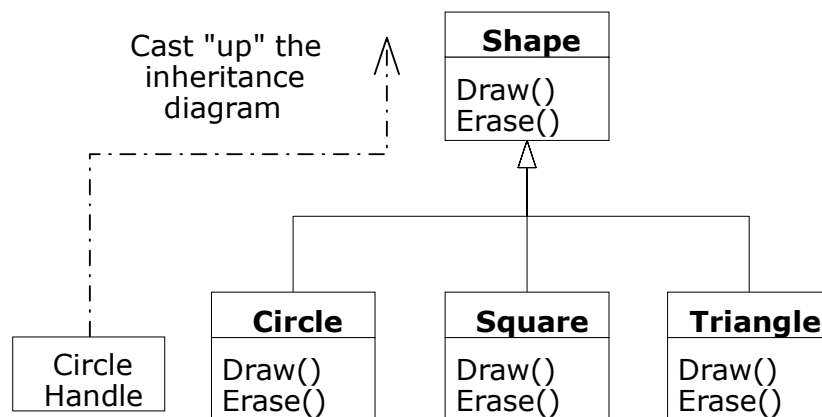 Cast "up" the
inheritance
diagram
Shape
Draw()
Erase()
Circle
Handle
Circle
Draw()
Erase()
Square
Draw()
Erase()
Triangle
Draw()
Erase()